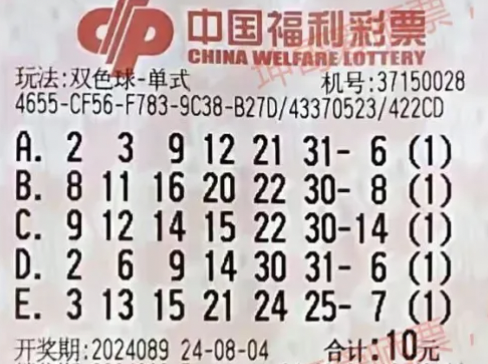 中国福利彩票
CHINA WELFARE LOTTERY
玩法:双色球-单式 机号:37150028
4655-CF56-F783-9C38-B27D/43370523/422CD
A. 2 3 9 12 21 31- 6 (1)
B. 8 11 16 20 22 30- 8 (1)
C. 9 12 14 15 22 30-14 (1)
D. 2 6 9 14 30 31- 6 (1)
E. 3 13 15 21 24 25- 7 (1)
开奖期:2024089 24-08-04 合计:10元